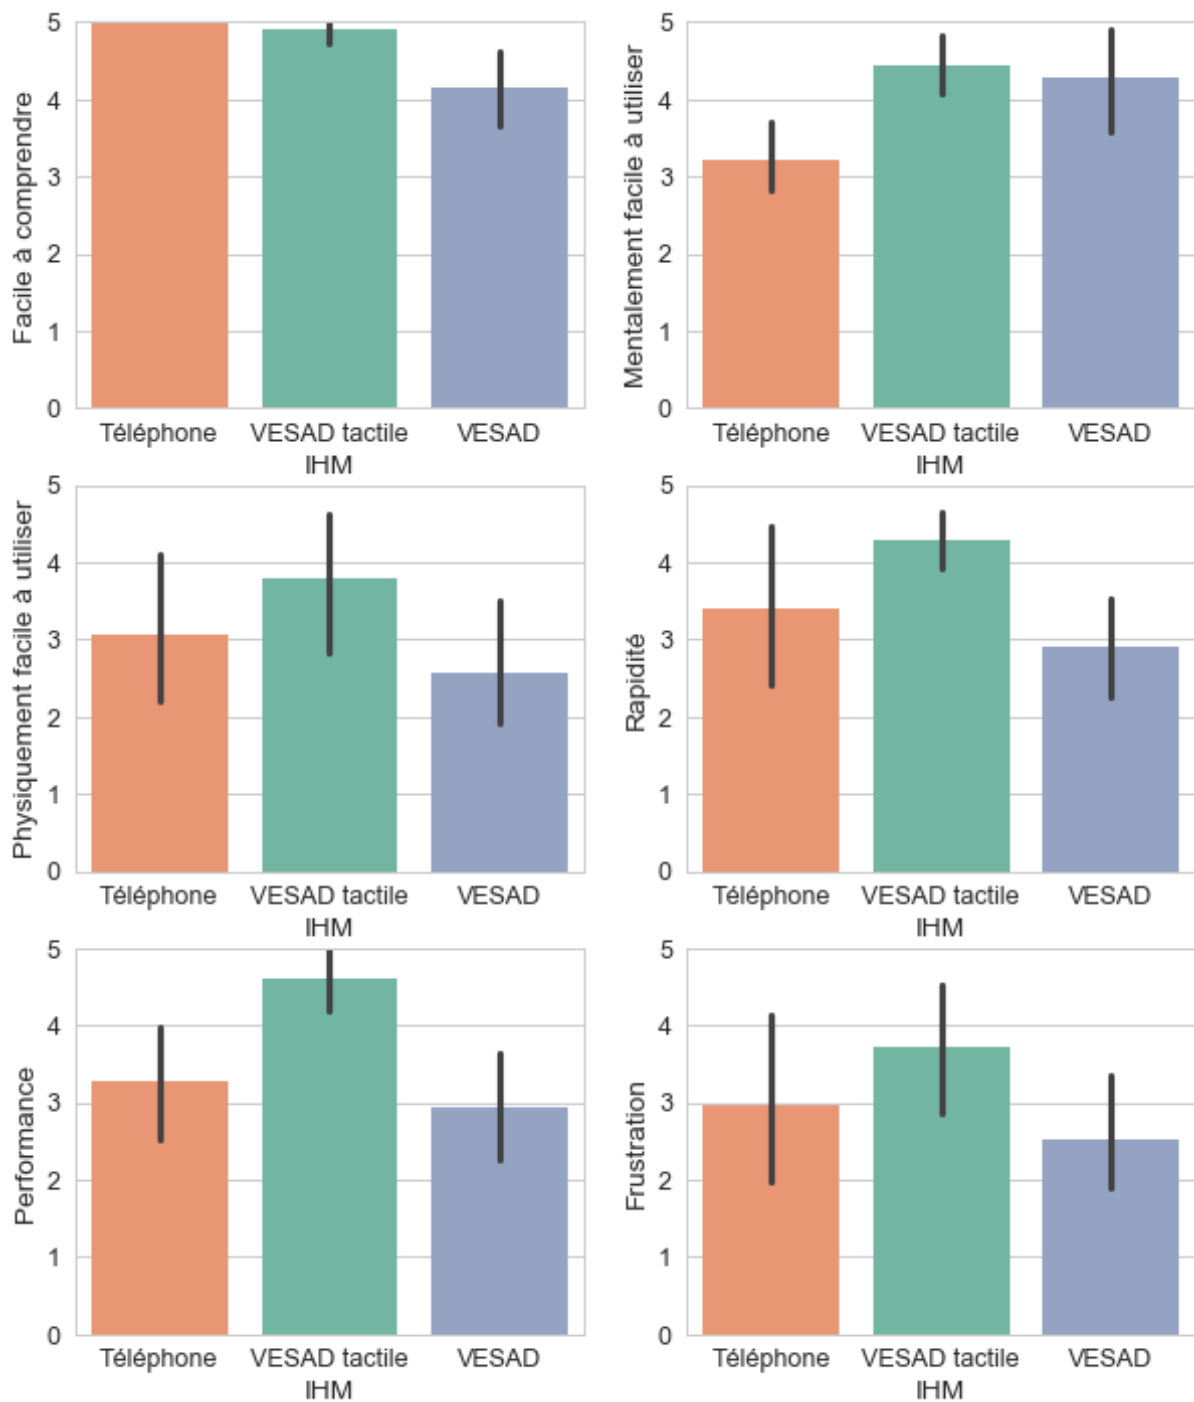 Facile à comprendre
5
4
3
2
1
0
Téléphone VESAD tactile VESAD
IHM
Mentalement facile à utiliser
5
4
3
2
1
0
Téléphone VESAD tactile VESAD
IHM
Physiquement facile à utiliser
5
4
3
2
1
0
Téléphone VESAD tactile VESAD
IHM
Rapidité
5
4
3
2
1
0
Téléphone VESAD tactile VESAD
IHM
Performance
5
4
3
2
1
0
Téléphone VESAD tactile VESAD
IHM
Frustration
5
4
3
2
1
0
Téléphone VESAD tactile VESAD
IHM